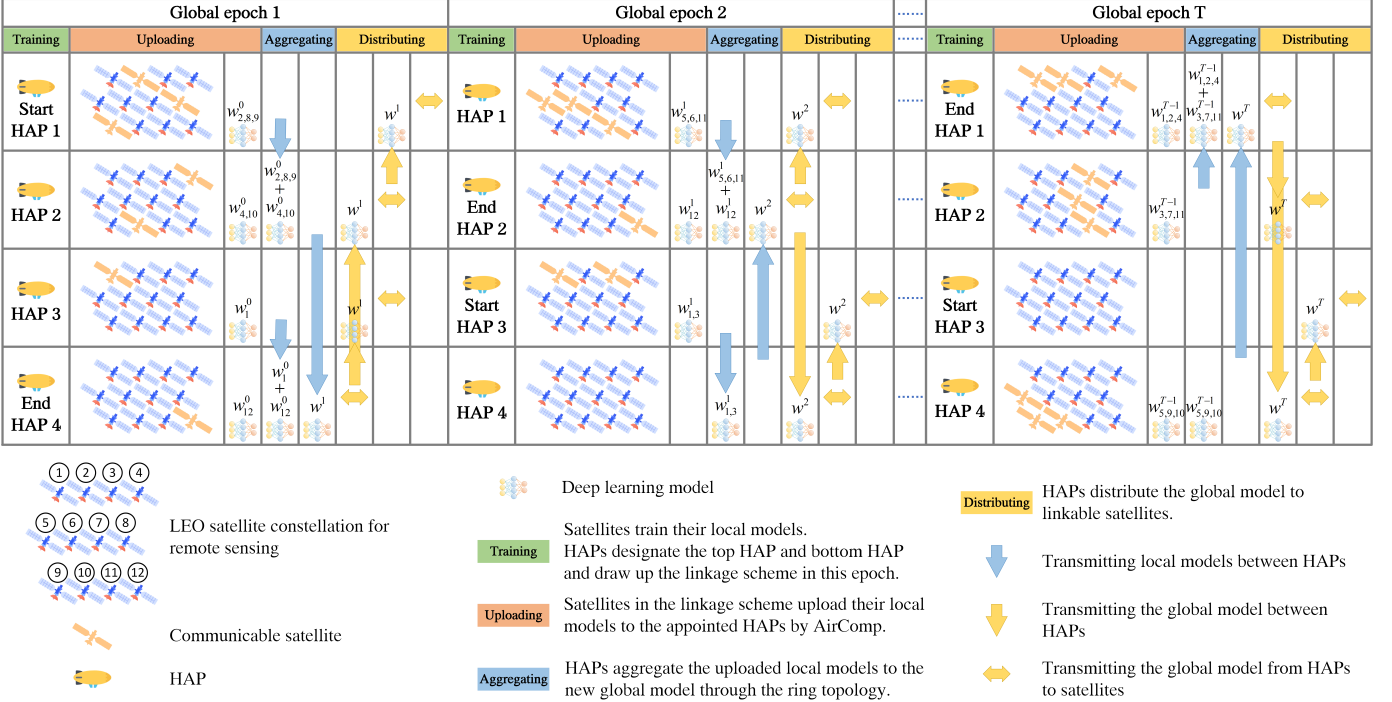 Global epoch 1 Global epoch 2 ...... Global epoch T
Training Uploading Aggregating Distributing Training Uploading Aggregating Distributing ...... Training Uploading Aggregating Distributing
Start
HAP 1
w^0_{2,8,9}
w^1
HAP 1
w^1_{5,6,11}
w^2
......
End
HAP 1
w^{T-1}_{1,2,4}
w^{T-1}_{1,2,4}
+
w^{T-1}_{3,7,11}
w^T
HAP 2
w^0_{4,10}
w^0_{2,8,9}
+
w^0_{4,10}
w^1
End
HAP 2
w^1_{12}
w^1_{5,6,11}
+
w^1_{12}
w^2
......
HAP 2
w^{T-1}_{3,7,11}
w^T
HAP 3
w^0_1
w^1
Start
HAP 3
w^1_{1,3}
w^2
......
Start
HAP 3
w^T
End
HAP 4
w^0_{12}
w^0_1
+
w^0_{12}
w^1
HAP 4
w^1_{1,3}
w^2
......
HAP 4
w^{T-1}_{5,9,10}
w^{T-1}_{5,9,10}
w^T
1 2 3 4
5 6 7 8
9 10 11 12
LEO satellite constellation for
remote sensing
Communicable satellite
HAP
Deep learning model
Training
Satellites train their local models.
HAPs designate the top HAP and bottom HAP
and draw up the linkage scheme in this epoch.
Uploading
Satellites in the linkage scheme upload their local
models to the appointed HAPs by AirComp.
Aggregating
HAPs aggregate the uploaded local models to the
new global model through the ring topology.
Distributing
HAPs distribute the global model to
linkable satellites.
Transmitting local models between HAPs
Transmitting the global model between
HAPs
Transmitting the global model from HAPs
to satellites